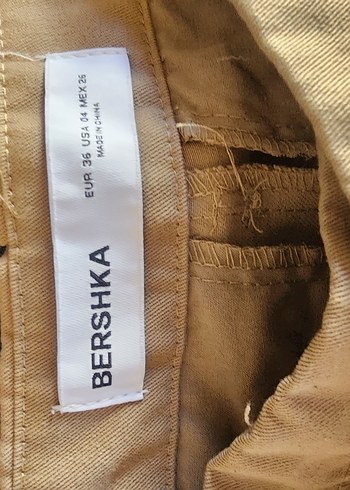 BERSHKA
EUR 36 USA 04 MEX 26
MADE IN CHINA